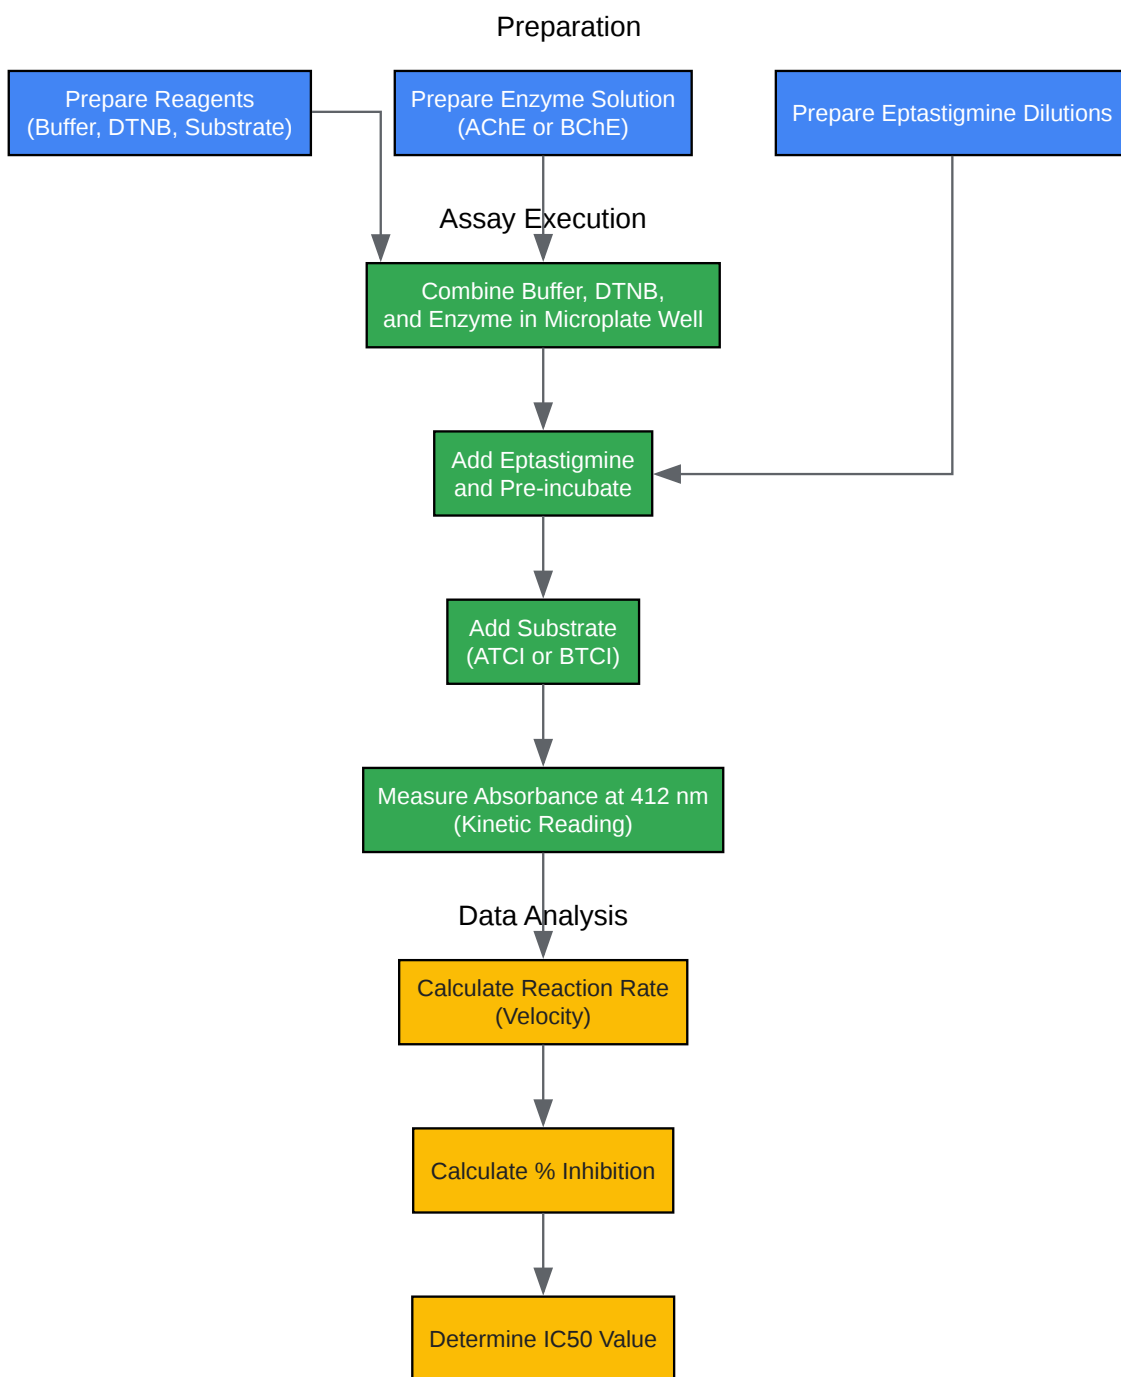 Preparation
Prepare Reagents
(Buffer, DTNB, Substrate)
Prepare Enzyme Solution
(AChE or BChE)
Prepare Eptastigmine Dilutions
Assay Execution
Combine Buffer, DTNB,
and Enzyme in Microplate Well
Add Eptastigmine
and Pre-incubate
Add Substrate
(ATCI or BTCI)
Measure Absorbance at 412 nm
(Kinetic Reading)
Data Analysis
Calculate Reaction Rate
(Velocity)
Calculate % Inhibition
Determine IC50 Value